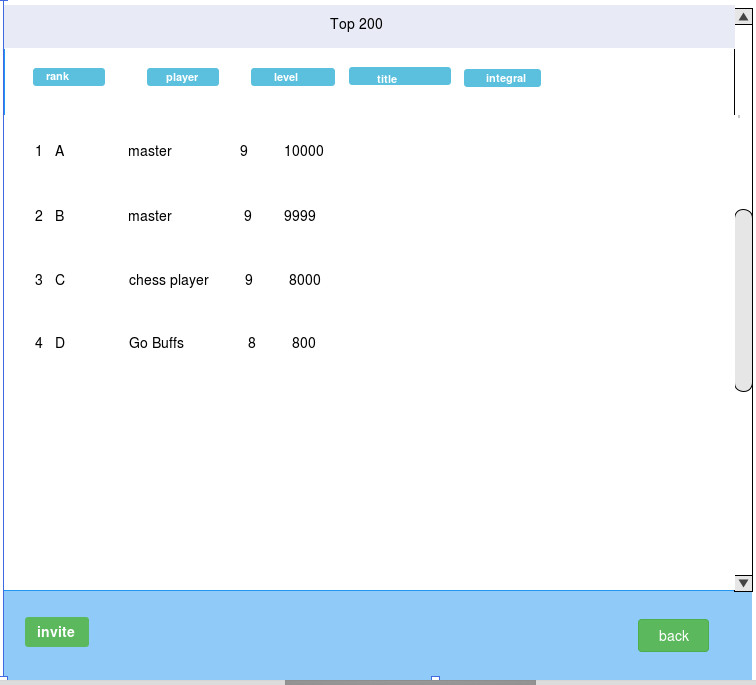 Top 200
rank player level title integral
1 A master 9 10000
2 B master 9 9999
3 C chess player 9 8000
4 D Go Buffs 8 800
invite back